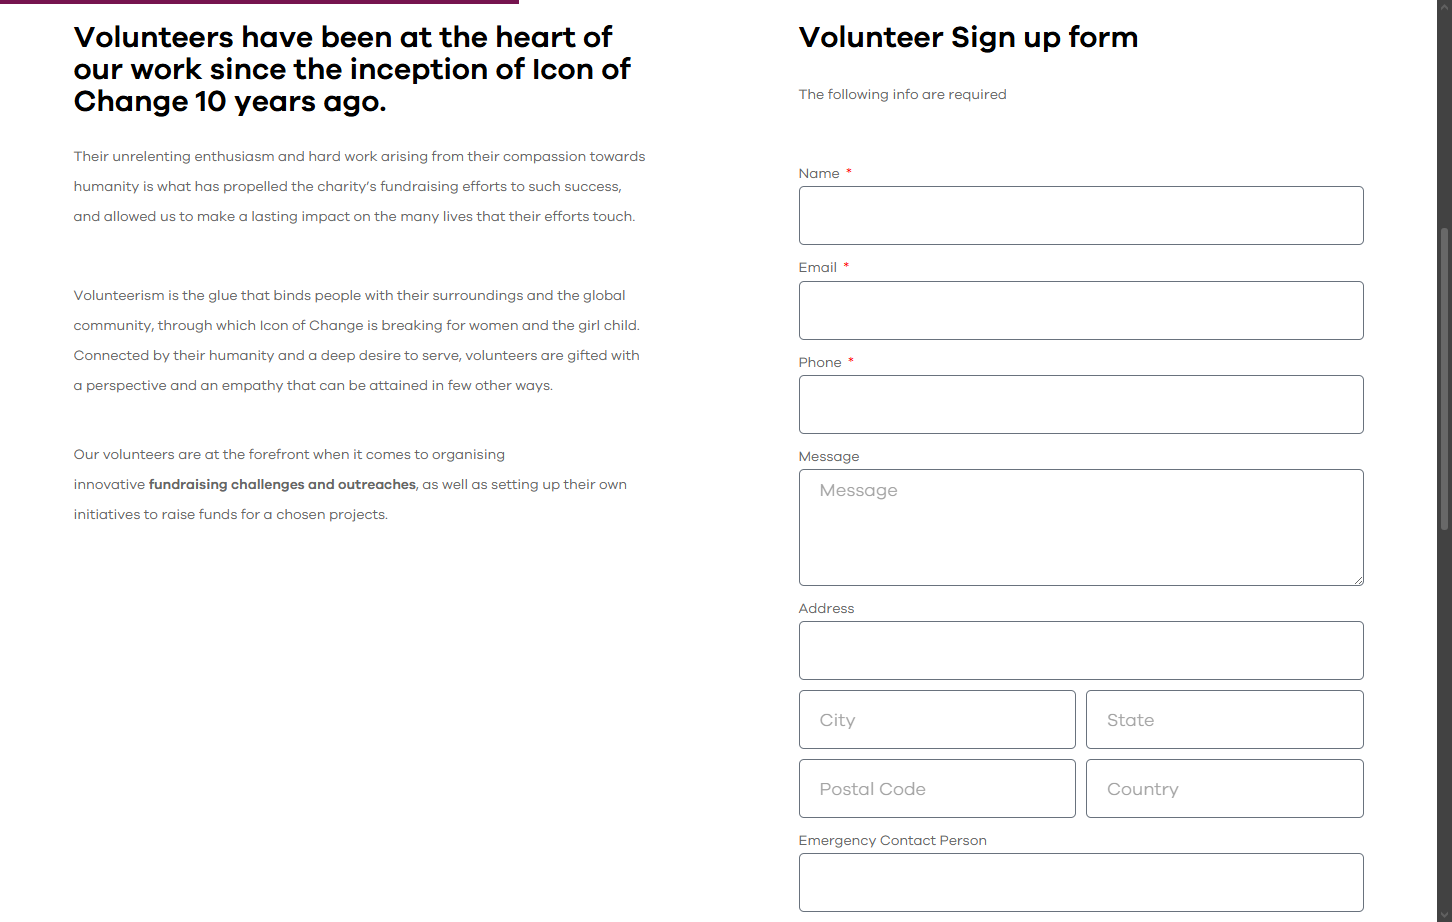 Volunteers have been at the heart of
our work since the inception of Icon of
Change 10 years ago.
Their unrelenting enthusiasm and hard work arising from their compassion towards
humanity is what has propelled the charity’s fundraising efforts to such success,
and allowed us to make a lasting impact on the many lives that their efforts touch.
Volunteerism is the glue that binds people with their surroundings and the global
community, through which Icon of Change is breaking for women and the girl child.
Connected by their humanity and a deep desire to serve, volunteers are gifted with
a perspective and an empathy that can be attained in few other ways.
Our volunteers are at the forefront when it comes to organising
innovative fundraising challenges and outreaches, as well as setting up their own
initiatives to raise funds for a chosen projects.
Volunteer Sign up form
The following info are required
Name *
Email *
Phone *
Message
Message
Address
City State
Postal Code Country
Emergency Contact Person